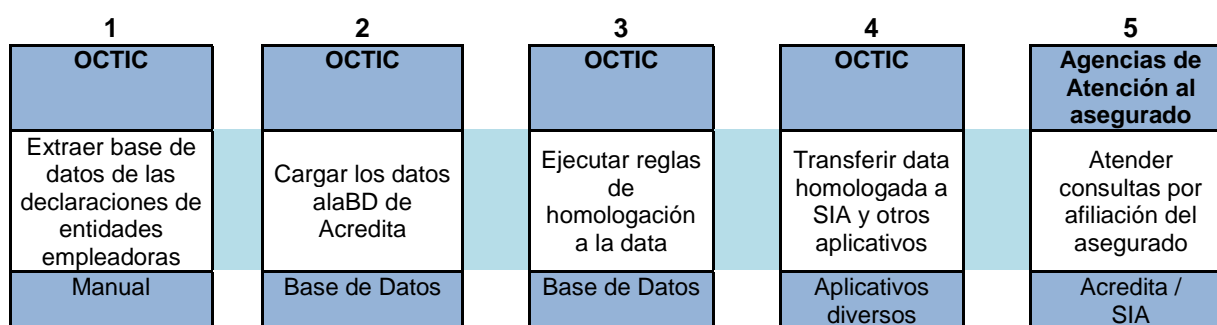 1
OCTIC
Extraer base de
datos de las
declaraciones de
entidades
empleadoras
Manual
2
OCTIC
Cargar los datos
alaBD de
Acredita
Base de Datos
3
OCTIC
Ejecutar reglas
de
homologación
a la data
Base de Datos
4
OCTIC
Transferir data
homologada a
SIA y otros
aplicativos
Aplicativos
diversos
5
Agencias de
Atención al
asegurado
Atender
consultas por
afiliación del
asegurado
Acredita /
SIA